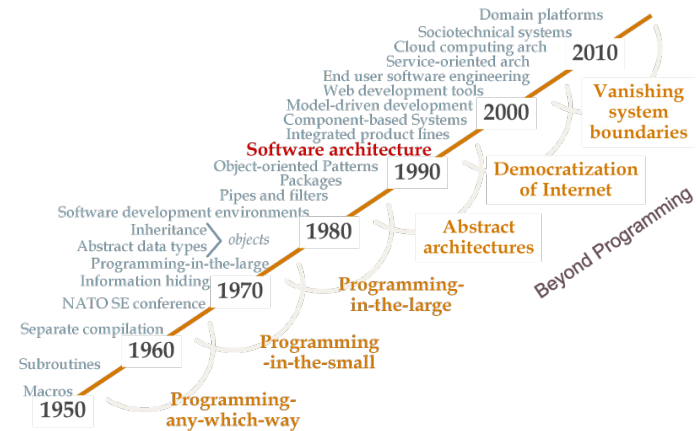 Domain platforms
Sociotechnical systems
Cloud computing arch
2010
Service-oriented arch
End user software engineering
Web development tools
Vanishing
system
boundaries
Model-driven development
2000
Component-based Systems
Integrated product lines
Software architecture
Object-oriented Patterns
1990
Democratization
of Internet
Packages
Pipes and filters
Software development environments
Inheritance
Abstract data types
objects
1980
Abstract
architectures
Beyond Programming
Programming-in-the-large
Information hiding
1970
Programming-
in-the-large
NATO SE conference
Separate compilation
1960
Programming
-in-the-small
Subroutines
Macros
1950
Programming-
any-which-way